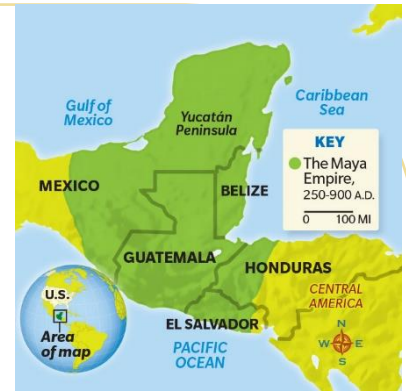 Gulf of
Mexico
Caribbean
Sea
Yucatán
Peninsula
KEY
The Maya
Empire,
250-900 A.D.
0 100 MI
MEXICO
BELIZE
GUATEMALA
HONDURAS
CENTRAL
AMERICA
U.S.
Area
of map
EL SALVADOR
PACIFIC
OCEAN
N
W E
S